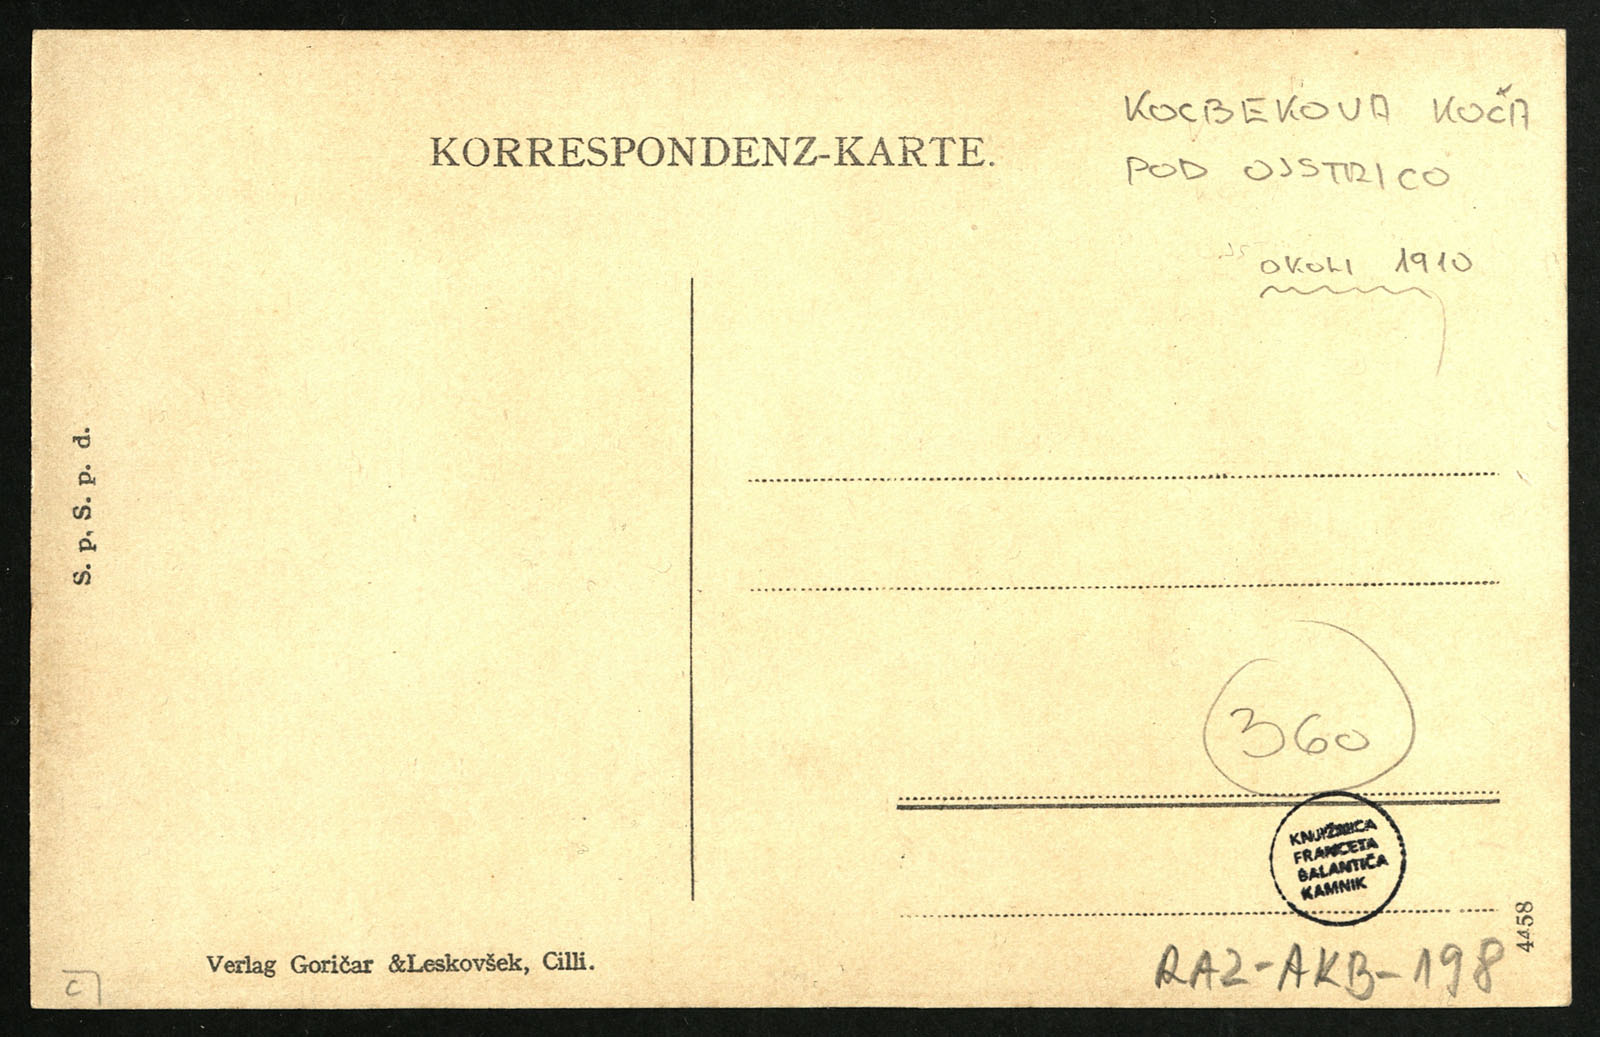 KOCBEKOVA KOČA
POD OJSTRICO
OKOLI 1910
KORRESPONDENZ-KARTE.
S. p. S. p. d.
360
KNJIŽNICA
FRANCETA
BALANTIČA
KAMNIK
4458
RAZ-AKB-198
Verlag Goričar &Leskovšek, Cilli.
C